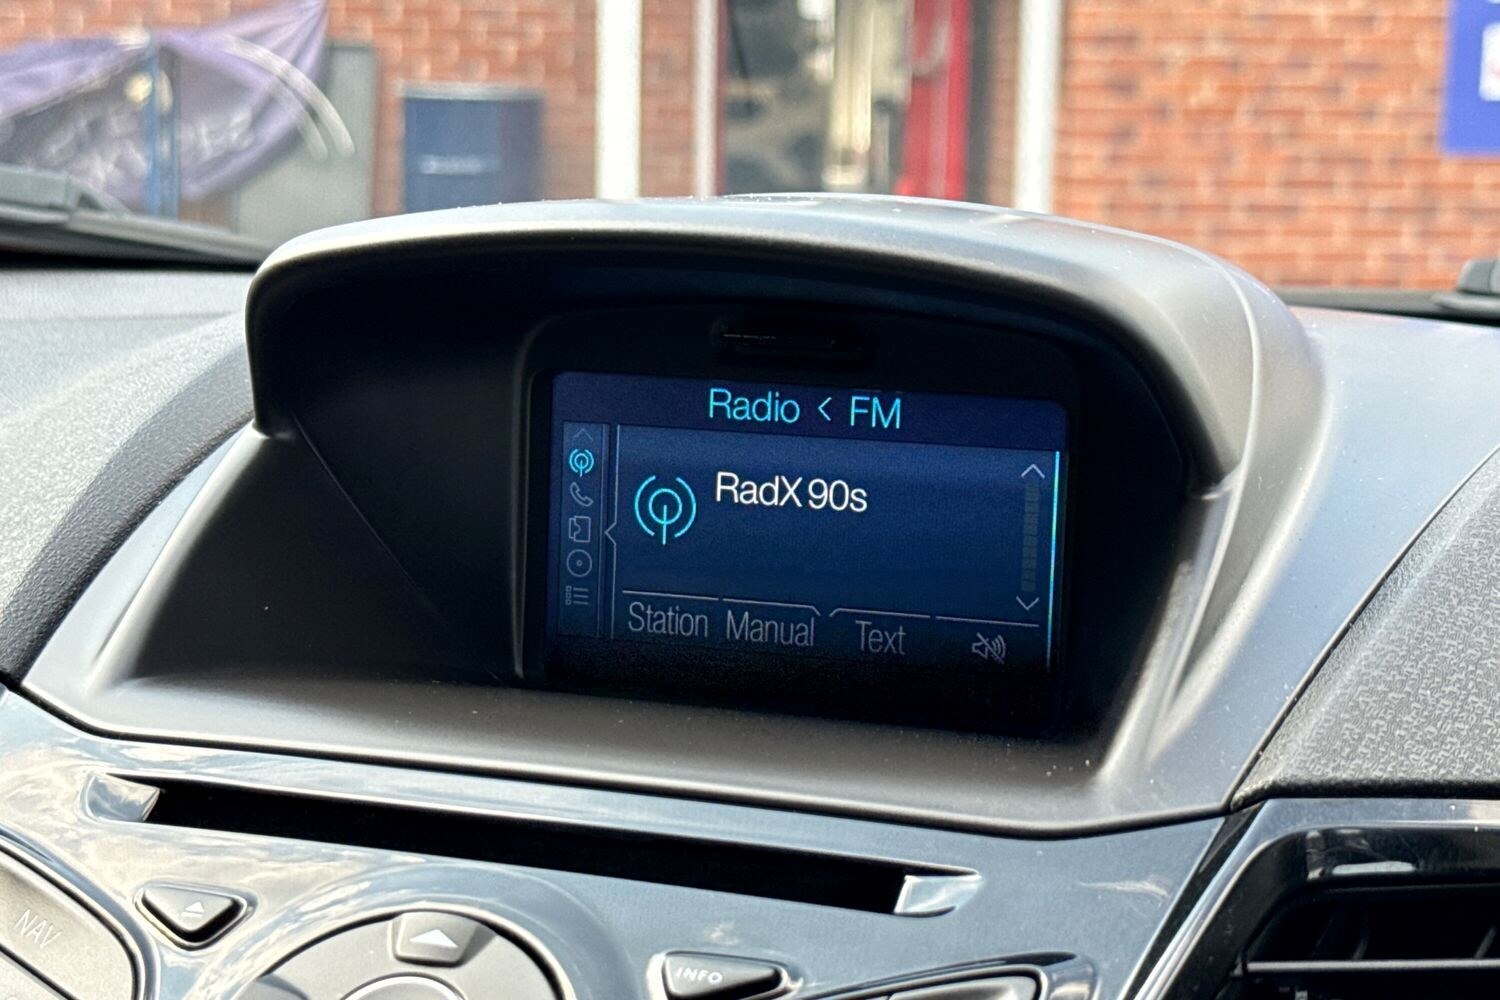 Radio < FM
RadX 90s
Station Manual Text
NAV
INFO